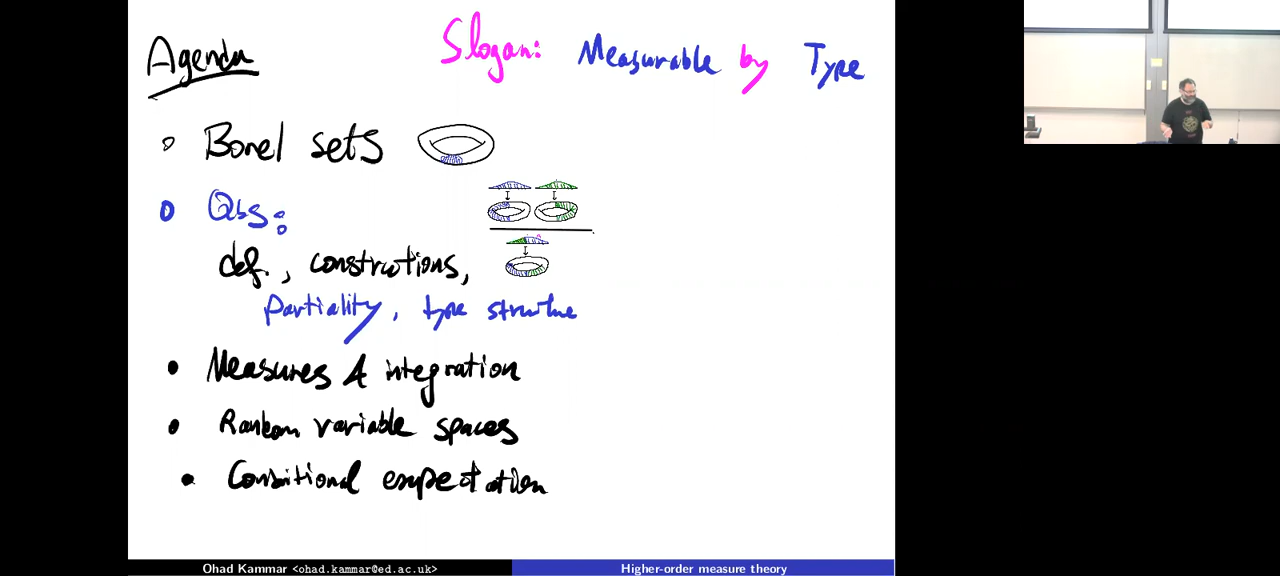 Agenda
Slogan: Measurable by Type
Borel sets
Qbs:
def., constructions,
partiality, type structure
Measures & integration
Random variable spaces
Conditional expectation
Ohad Kammar <ohad.kammar@ed.ac.uk>
Higher-order measure theory